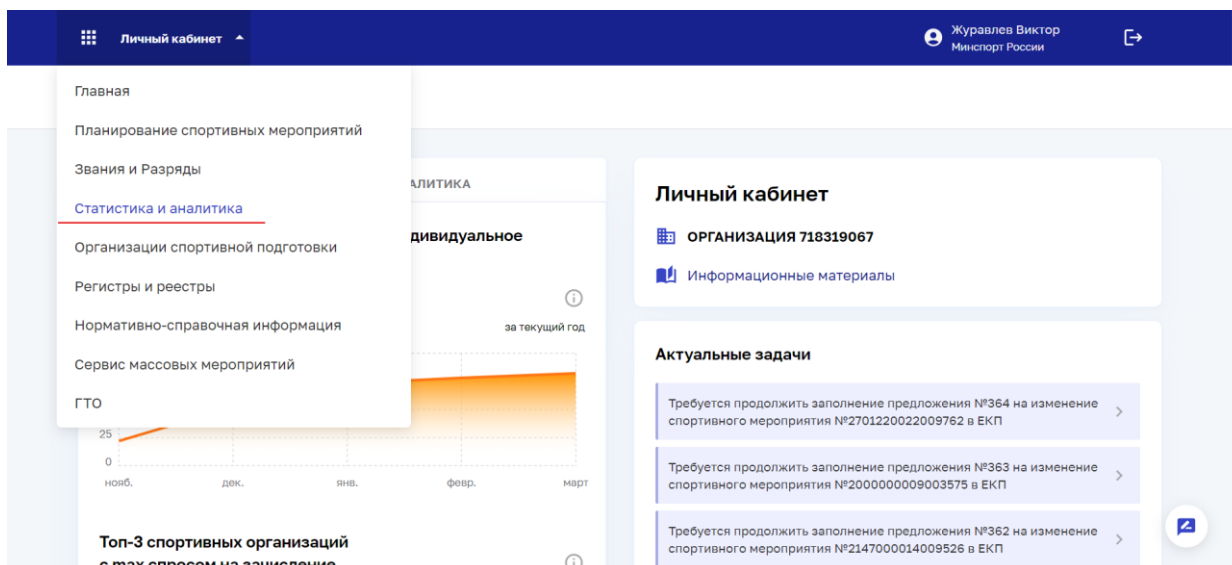 Личный кабинет
Журавлев Виктор
Минспорт России
Главная
Планирование спортивных мероприятий
Звания и Разряды
Статистика и аналитика
Организации спортивной подготовки
Регистры и реестры
Нормативно-справочная информация
Сервис массовых мероприятий
ГТО
АЛИТИКА
дивидуальное
за текущий год
25
0
нояб.
дек.
янв.
февр.
март
Топ-3 спортивных организаций
с max спросом на зачисление
Личный кабинет
ОРГАНИЗАЦИЯ 718319067
Информационные материалы
Актуальные задачи
Требуется продолжить заполнение предложения №364 на изменение
спортивного мероприятия №2701220022009762 в ЕКП
Требуется продолжить заполнение предложения №363 на изменение
спортивного мероприятия №2000000009003575 в ЕКП
Требуется продолжить заполнение предложения №362 на изменение
спортивного мероприятия №2147000014009526 в ЕКП